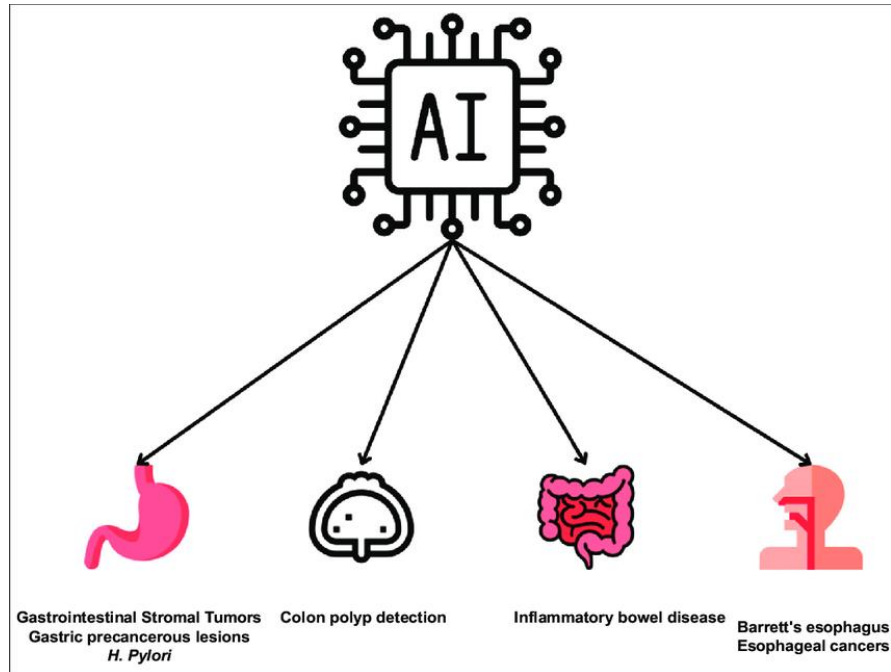 AI
Gastrointestinal Stromal Tumors
Gastric precancerous lesions
H. Pylori
Colon polyp detection
Inflammatory bowel disease
Barrett's esophagus
Esophageal cancers